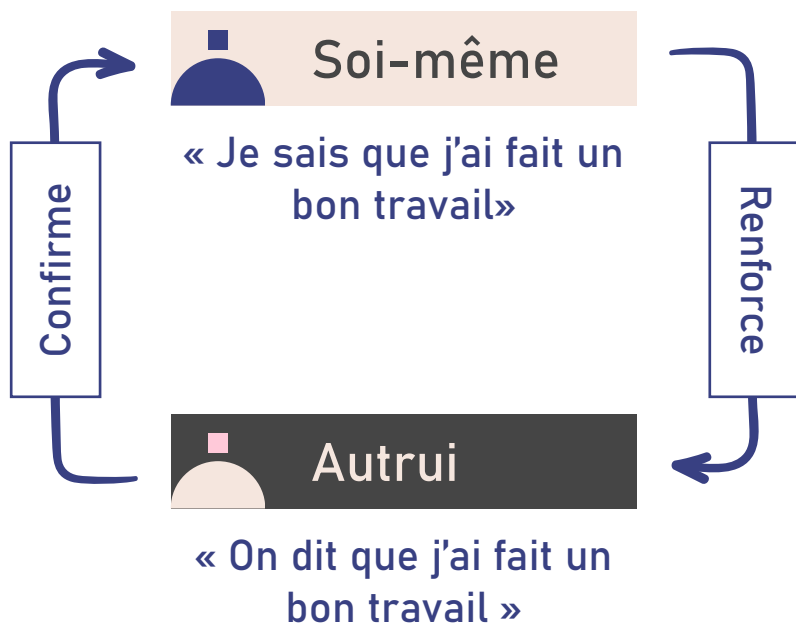 Soi-même
« Je sais que j’ai fait un
bon travail»
Confirme
Renforce
Autrui
« On dit que j’ai fait un
bon travail »